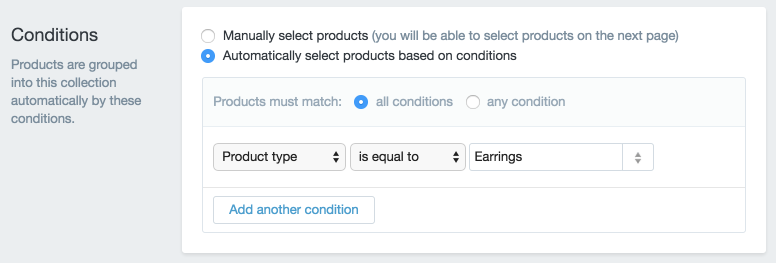 Conditions
Products are grouped
into this collection
automatically by these
conditions.
Manually select products (you will be able to select products on the next page)
Automatically select products based on conditions
Products must match: all conditions any condition
Product type is equal to Earrings
Add another condition